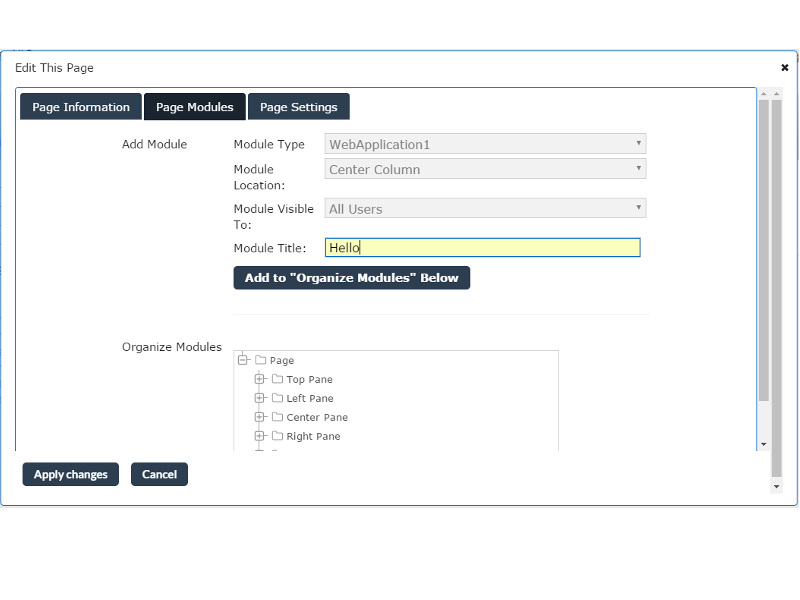 Edit This Page
Page Information
Page Modules
Page Settings
Add Module
Module Type
WebApplication1
Module Location:
Center Column
Module Visible To:
All Users
Module Title:
Hello
Add to "Organize Modules" Below
Organize Modules
Page
Top Pane
Left Pane
Center Pane
Right Pane
Apply changes
Cancel